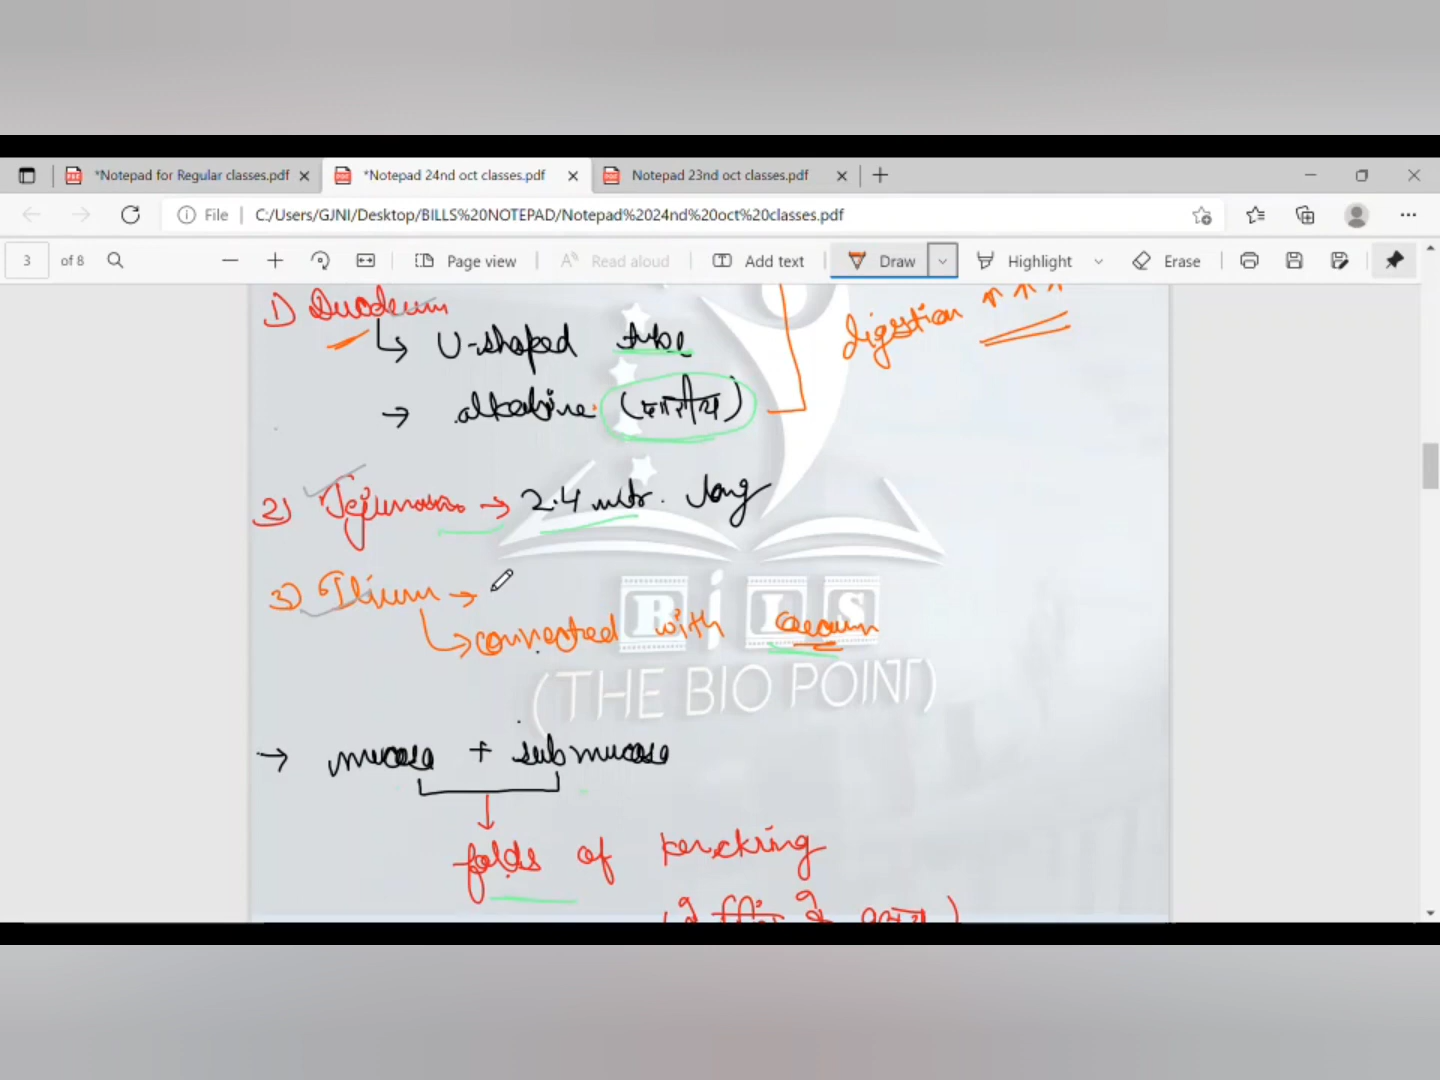 *Notepad for Regular classes.pdf
*Notepad 24nd oct classes.pdf
Notepad 23nd oct classes.pdf
File
C:/Users/GJNI/Desktop/BILLS%20NOTEPAD/Notepad%2024nd%20oct%20classes.pdf
3 of 8
Page view
Read aloud
Add text
Draw
Highlight
Erase
1) Duodenum
↳ U-shaped tube
digestion
→ alkaline (क्षारीय)
2) Jejunum → 2.4 mtr. long
3) Ilium →
↳ connected with
BiLS
(THE BIO POINT)
→ mucosa + submucosa
folds of kerckring